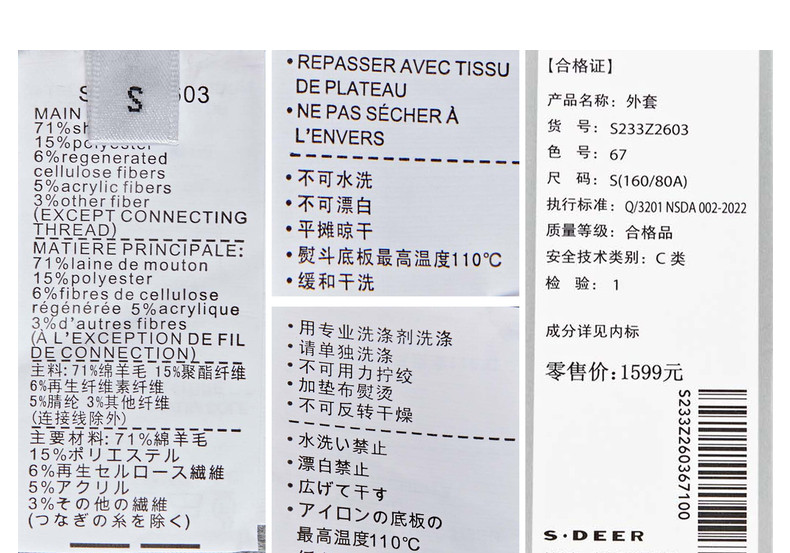 S
603
MAIN
71%
15%polyester
6%regenerated
cellulose fibers
5%acrylic fibers
3%other fiber
(EXCEPT CONNECTING
THREAD)
MATIÈRE PRINCIPALE:
71%laine de mouton
15%polyester
6%fibres de cellulose
régénérée 5%acrylique
3%d'autres fibres
(À L'EXCEPTION DE FIL
DE CONNECTION)
主料:71%绵羊毛 15%聚酯纤维
6%再生纤维素纤维
5%腈纶 3%其他纤维
(连接线除外)
主要材料:71%綿羊毛
15%ポリエステル
6%再生セルロース繊維
5%アクリル
3%その他の繊維
(つなぎの糸を除く)
•REPASSER AVEC TISSU
DE PLATEAU
•NE PAS SÉCHER À
L'ENVERS
•不可水洗
•不可漂白
•平摊晾干
•熨斗底板最高温度110℃
•缓和干洗
•用专业洗涤剂洗涤
•请单独洗涤
•不可用力拧绞
•加垫布熨烫
•不可反转干燥
•水洗い禁止
•漂白禁止
•広げて干す
•アイロンの底板の
最高温度110℃
【合格证】
产品名称：外套
货 号：S233Z2603
色 号：67
尺 码：S(160/80A)
执行标准：Q/3201 NSDA 002-2022
质量等级：合格品
安全技术类别：C 类
检 验：1
成分详见内标
零售价:1599元
S233Z260367100
S·DEER